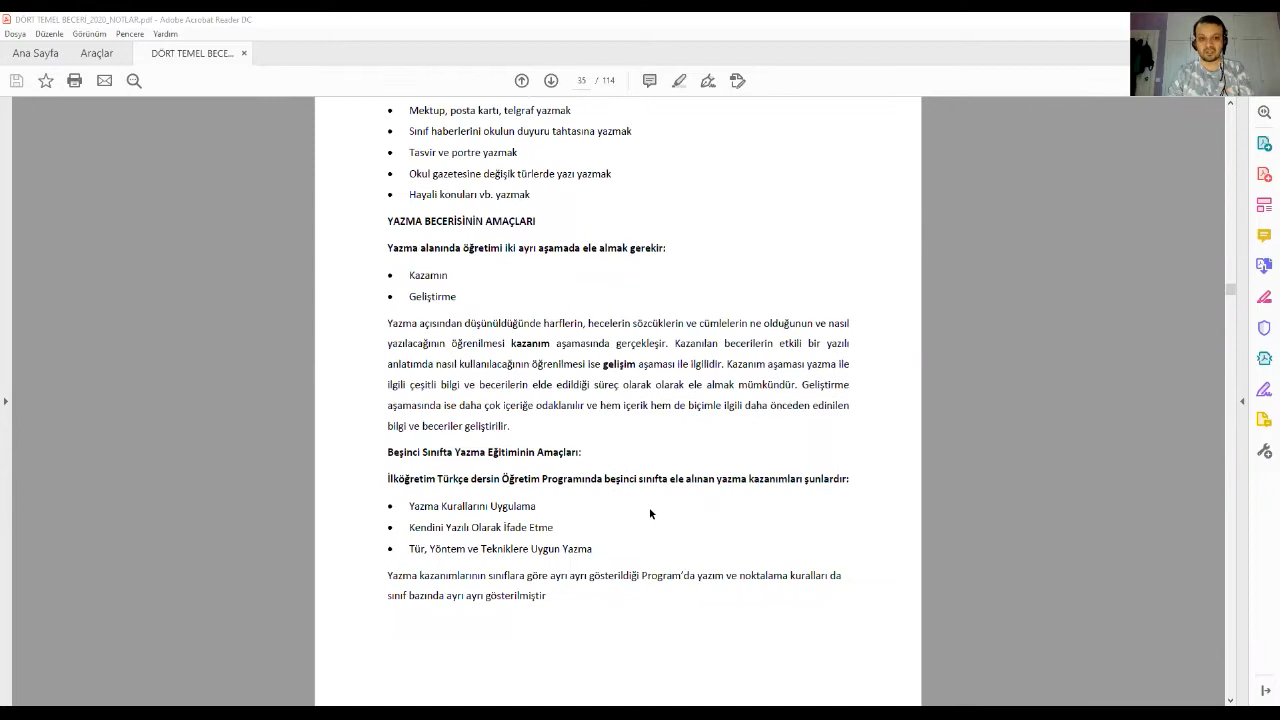 DÖRT TEMEL BECERİ_2020_NOTLAR.pdf - Adobe Acrobat Reader DC
Dosya Düzenle Görünüm Pencere Yardım
Ana Sayfa Araçlar DÖRT TEMEL BECE... ×
35 / 114
• Mektup, posta kartı, telgraf yazmak
• Sınıf haberlerini okulun duyuru tahtasına yazmak
• Tasvir ve portre yazmak
• Okul gazetesine değişik türlerde yazı yazmak
• Hayali konuları vb. yazmak
YAZMA BECERİSİNİN AMAÇLARI
Yazma alanında öğretimi iki ayrı aşamada ele almak gerekir:
• Kazamın
• Geliştirme
Yazma açısından düşünüldüğünde harflerin, hecelerin sözcüklerin ve cümlelerin ne olduğunun ve nasıl
yazılacağının öğrenilmesi kazanım aşamasında gerçekleşir. Kazanılan becerilerin etkili bir yazılı
anlatımda nasıl kullanılacağının öğrenilmesi ise gelişim aşaması ile ilgilidir. Kazanım aşaması yazma ile
ilgili çeşitli bilgi ve becerilerin elde edildiği süreç olarak olarak ele almak mümkündür. Geliştirme
aşamasında ise daha çok içeriğe odaklanılır ve hem içerik hem de biçimle ilgili daha önceden edinilen
bilgi ve beceriler geliştirilir.
Beşinci Sınıfta Yazma Eğitiminin Amaçları:
İlköğretim Türkçe dersin Öğretim Programında beşinci sınıfta ele alınan yazma kazanımları şunlardır:
• Yazma Kurallarını Uygulama
• Kendini Yazılı Olarak İfade Etme
• Tür, Yöntem ve Tekniklere Uygun Yazma
Yazma kazanımlarının sınıflara göre ayrı ayrı gösterildiği Program'da yazım ve noktalama kuralları da
sınıf bazında ayrı ayrı gösterilmiştir